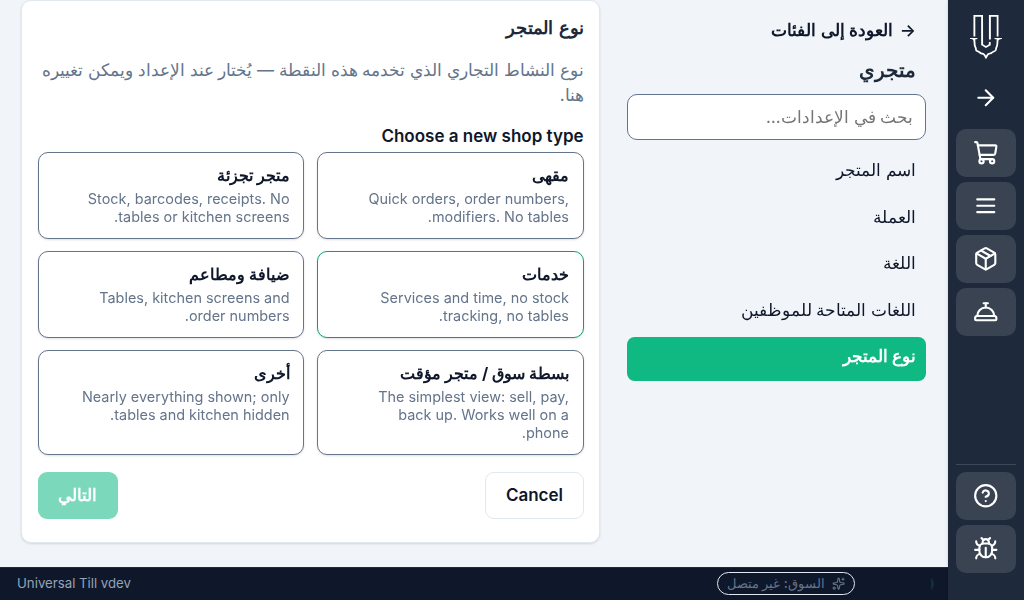 العودة إلى الفئات
متجري
بحث في الإعدادات...
اسم المتجر
العملة
اللغة
اللغات المتاحة للموظفين
نوع المتجر
نوع المتجر
نوع النشاط التجاري الذي تخدمه هذه النقطة — يُختار عند الإعداد ويمكن تغييره
هنا.
Choose a new shop type
مقهى
Quick orders, order numbers,
modifiers. No tables.
متجر تجزئة
Stock, barcodes, receipts. No
tables or kitchen screens.
خدمات
Services and time, no stock
tracking, no tables.
ضيافة ومطاعم
Tables, kitchen screens and
order numbers.
بسطة سوق / متجر مؤقت
The simplest view: sell, pay,
back up. Works well on a
phone.
أخرى
Nearly everything shown; only
tables and kitchen hidden.
Cancel
التالي
السوق: غير متصل
Universal Till vdev